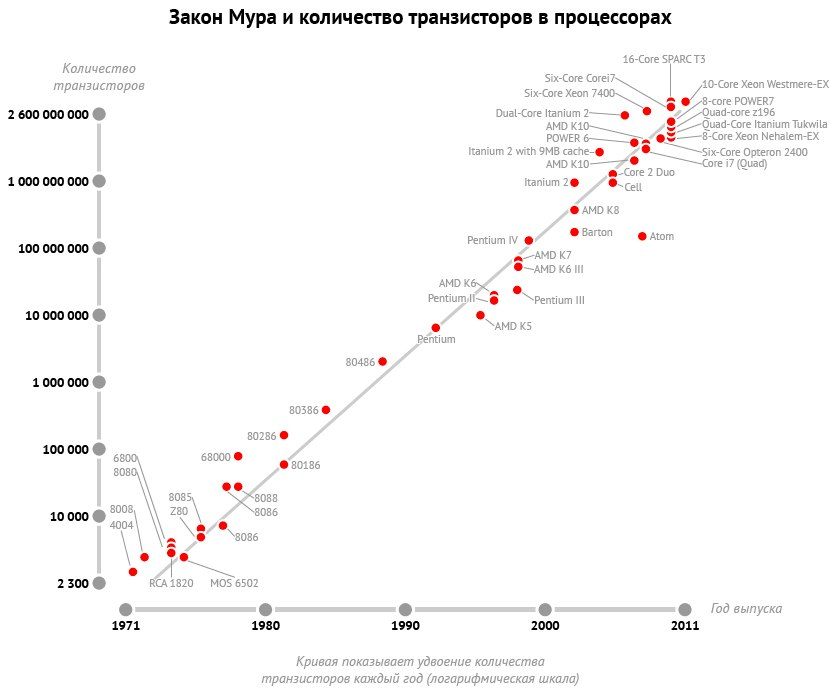 Закон Мура и количество транзисторов в процессорах
Количество
транзисторов
16-Core SPARC T3
Six-Core Corei7
10-Core Xeon Westmere-EX
Six-Core Xeon 7400
8-core POWER7
Dual-Core Itanium 2
Quad-core z196
2 600 000 000
AMD K10
Quad-Core Itanium Tukwila
POWER 6
8-Core Xeon Nehalem-EX
Itanium 2 with 9MB cache
Six-Core Opteron 2400
AMD K10
Core i7 (Quad)
Core 2 Duo
1 000 000 000
Itanium 2
Cell
AMD K8
Barton
Atom
Pentium IV
100 000 000
AMD K7
AMD K6 III
AMD K6
Pentium II
Pentium III
10 000 000
AMD K5
Pentium
80486
1 000 000
80386
80286
100 000
68000
6800
80186
8080
8085
8088
8008
Z80
8086
10 000
4004
8086
2 300
RCA 1820
MOS 6502
Год выпуска
1971
1980
1990
2000
2011
Кривая показывает удвоение количества
транзисторов каждый год (логарифмическая шкала)